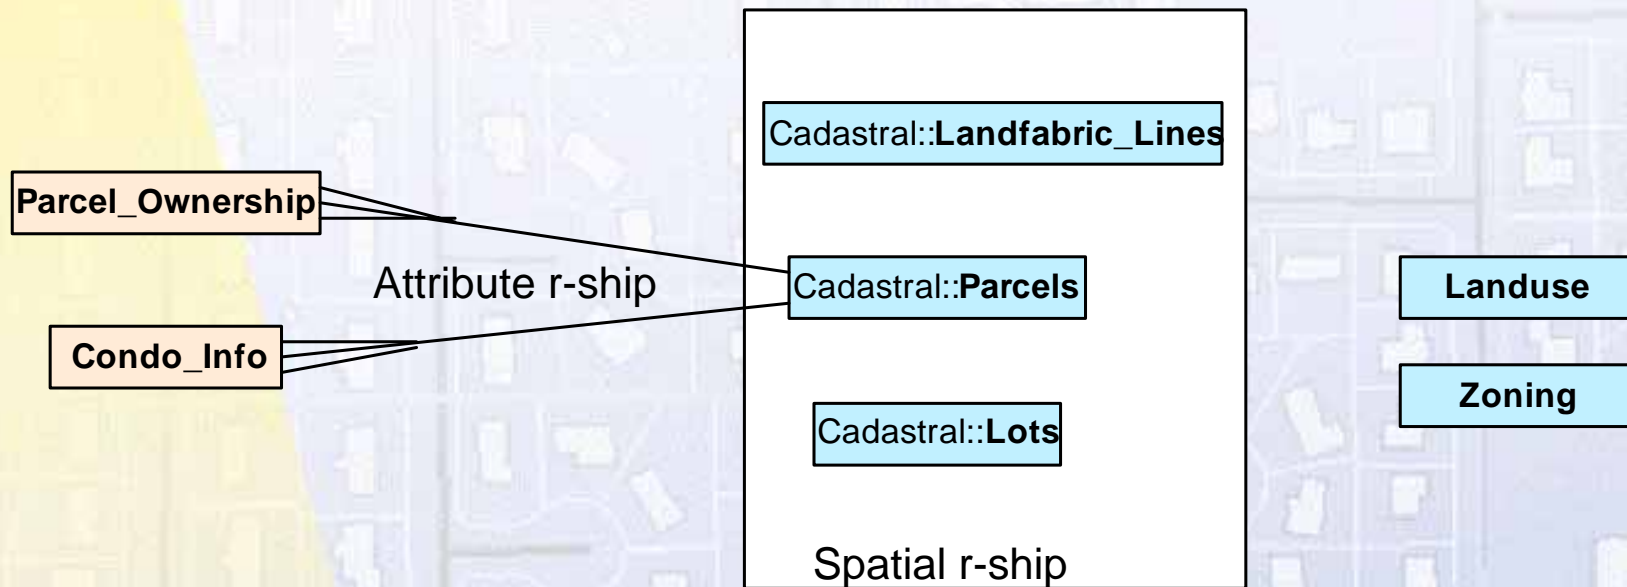 Cadastral::Landfabric_Lines
Parcel_Ownership
Attribute r-ship
Cadastral::Parcels
Landuse
Condo_Info
Zoning
Cadastral::Lots
Spatial r-ship